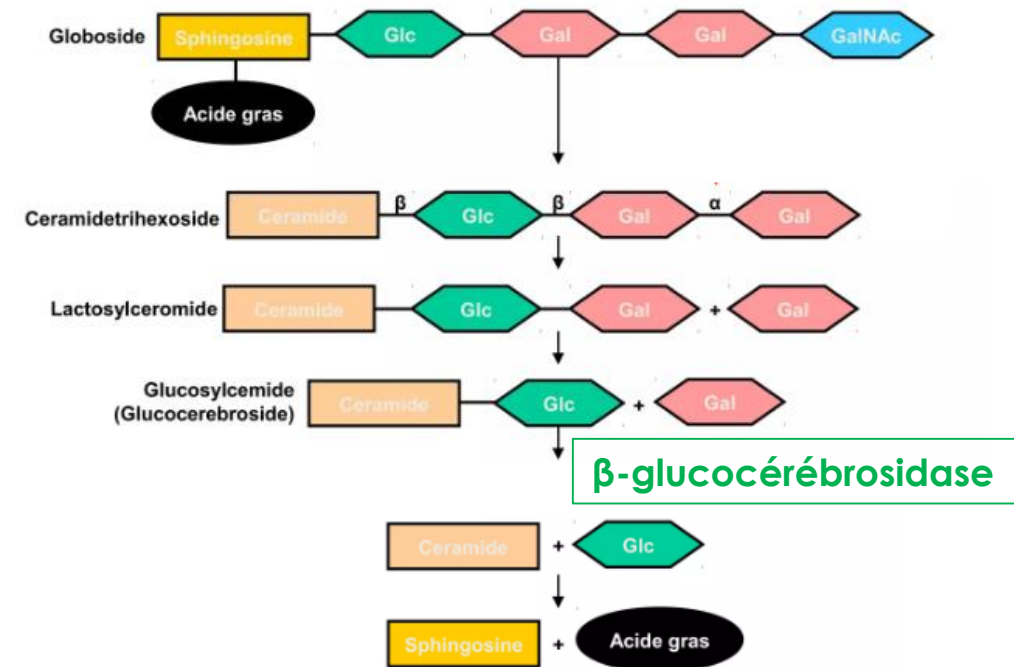 Globoside Sphingosine Glc Gal Gal GalNAc
Acide gras
Ceramidetrihexoside Ceramide β Glc β Gal α Gal
Lactosylceromide Ceramide Glc Gal + Gal
Glucosylcemide
(Glucocerebroside) Ceramide Glc + Gal
β-glucocérébrosidase
Ceramide + Glc
Sphingosine + Acide gras